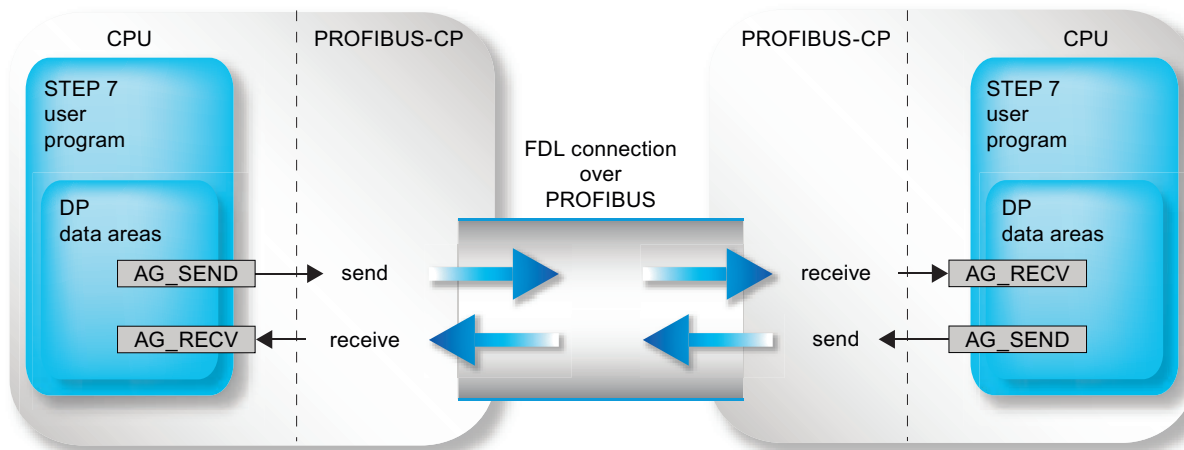 CPU
PROFIBUS-CP
STEP 7
user
program
DP
data areas
AG_SEND
send
AG_RECV
receive
FDL connection
over
PROFIBUS
PROFIBUS-CP
CPU
STEP 7
user
program
DP
data areas
receive
AG_RECV
send
AG_SEND